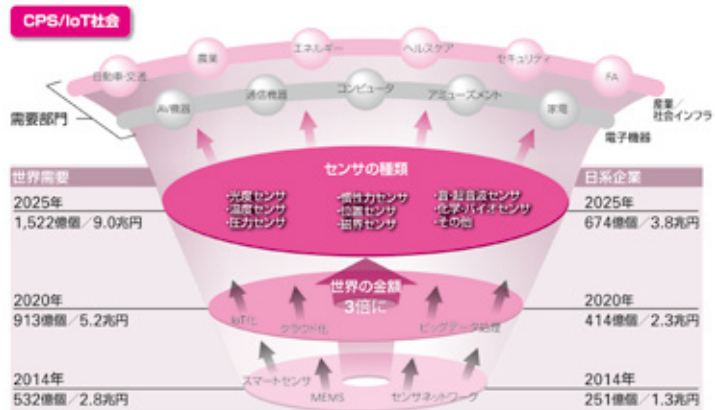 CPS/IoT社会
エネルギー
ヘルスケア
農業
セキュリティ
自動車・交通
FA
コンピュータ
通信機器
アミューズメント
AV機器
家電
需要部門
産業／
社会インフラ
電子機器
センサの種類
・光度センサ
・温度センサ
・圧力センサ
・慣性力センサ
・位置センサ
・磁界センサ
・音・超音波センサ
・化学・バイオセンサ
・その他
世界需要
2025年
1,522億個／9.0兆円
2020年
913億個／5.2兆円
2014年
532億個／2.8兆円
日系企業
2025年
674億個／3.8兆円
2020年
414億個／2.3兆円
2014年
251億個／1.3兆円
世界の金額
3倍に
IoT化
クラウド化
ビッグデータ処理
スマートセンサ
MEMS
センサネットワーク